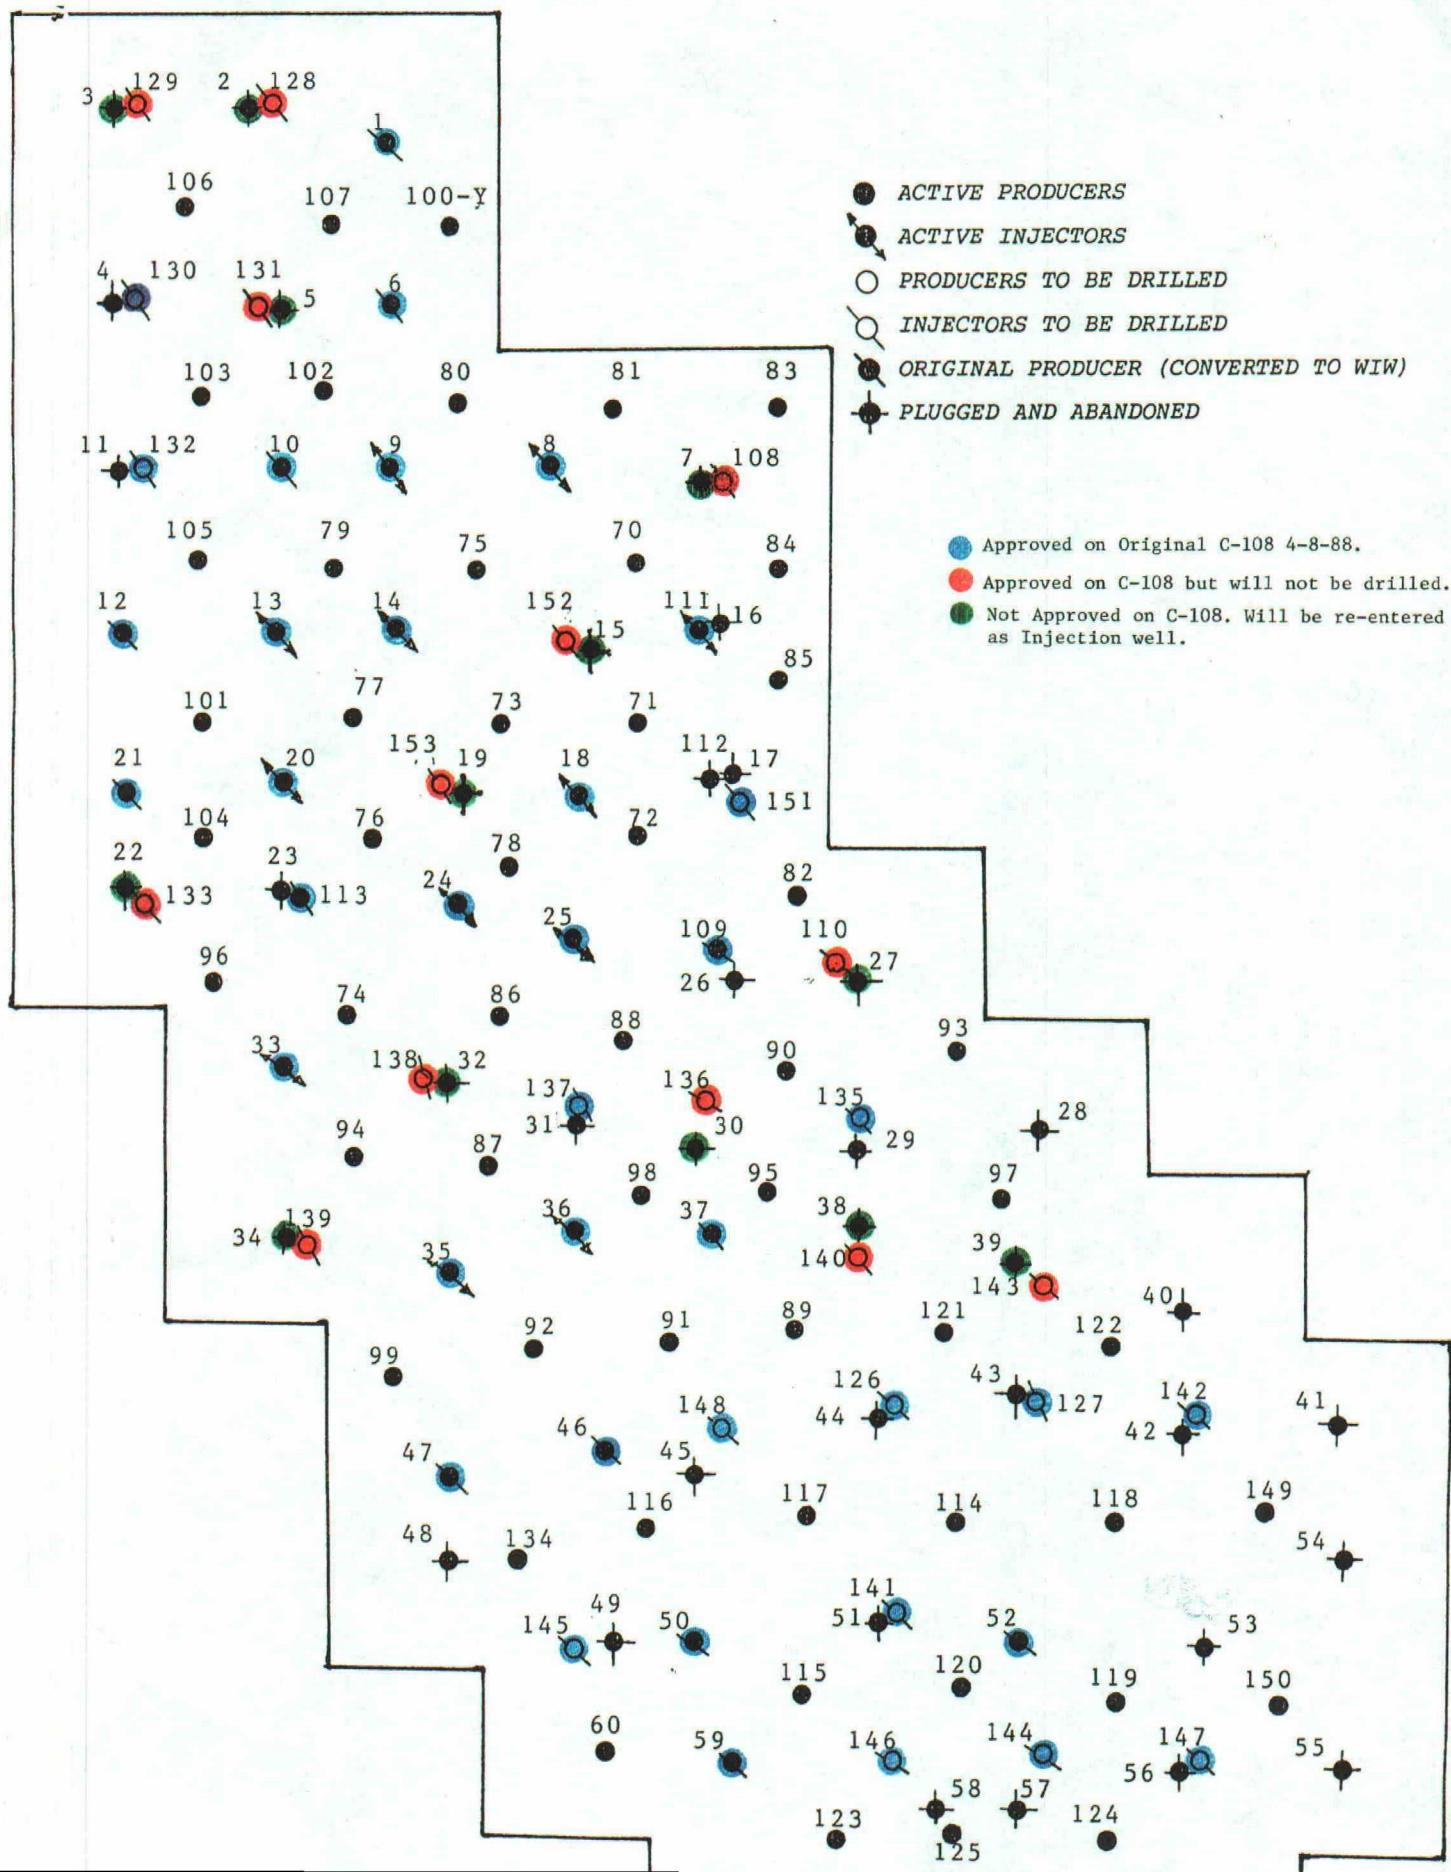 3 129 2 128
1
106 107 100-Y
ACTIVE PRODUCERS
ACTIVE INJECTORS
PRODUCERS TO BE DRILLED
INJECTORS TO BE DRILLED
ORIGINAL PRODUCER (CONVERTED TO WIW)
PLUGGED AND ABANDONED
4 130 131 5 6
103 102 80 81 83
11 132 10 9 8 7 108
Approved on Original C-108 4-8-88.
Approved on C-108 but will not be drilled.
Not Approved on C-108. Will be re-entered
as Injection well.
105 79 75 70 84
12 13 14 152 15 111 16
85
101 77 73 71
21 20 153 19 18 112 17
151
104 76 78 72
22 133 23 113 24 25 82
109 110
26 27
96 74 86 88 90 93
33 138 32 137 136 135 28
31 30 29
94 87 98 95 97
34 139 35 36 37 38 39
140 143 40
99 92 91 89 121 122
126 43 127 142 41
148 44 42
47 46 45
116 117 114 118 149
48 134 54
145 49 50 141 51 52 53
115 120 119 150
60 59 146 144 147 55
56
58 57
123 125 124